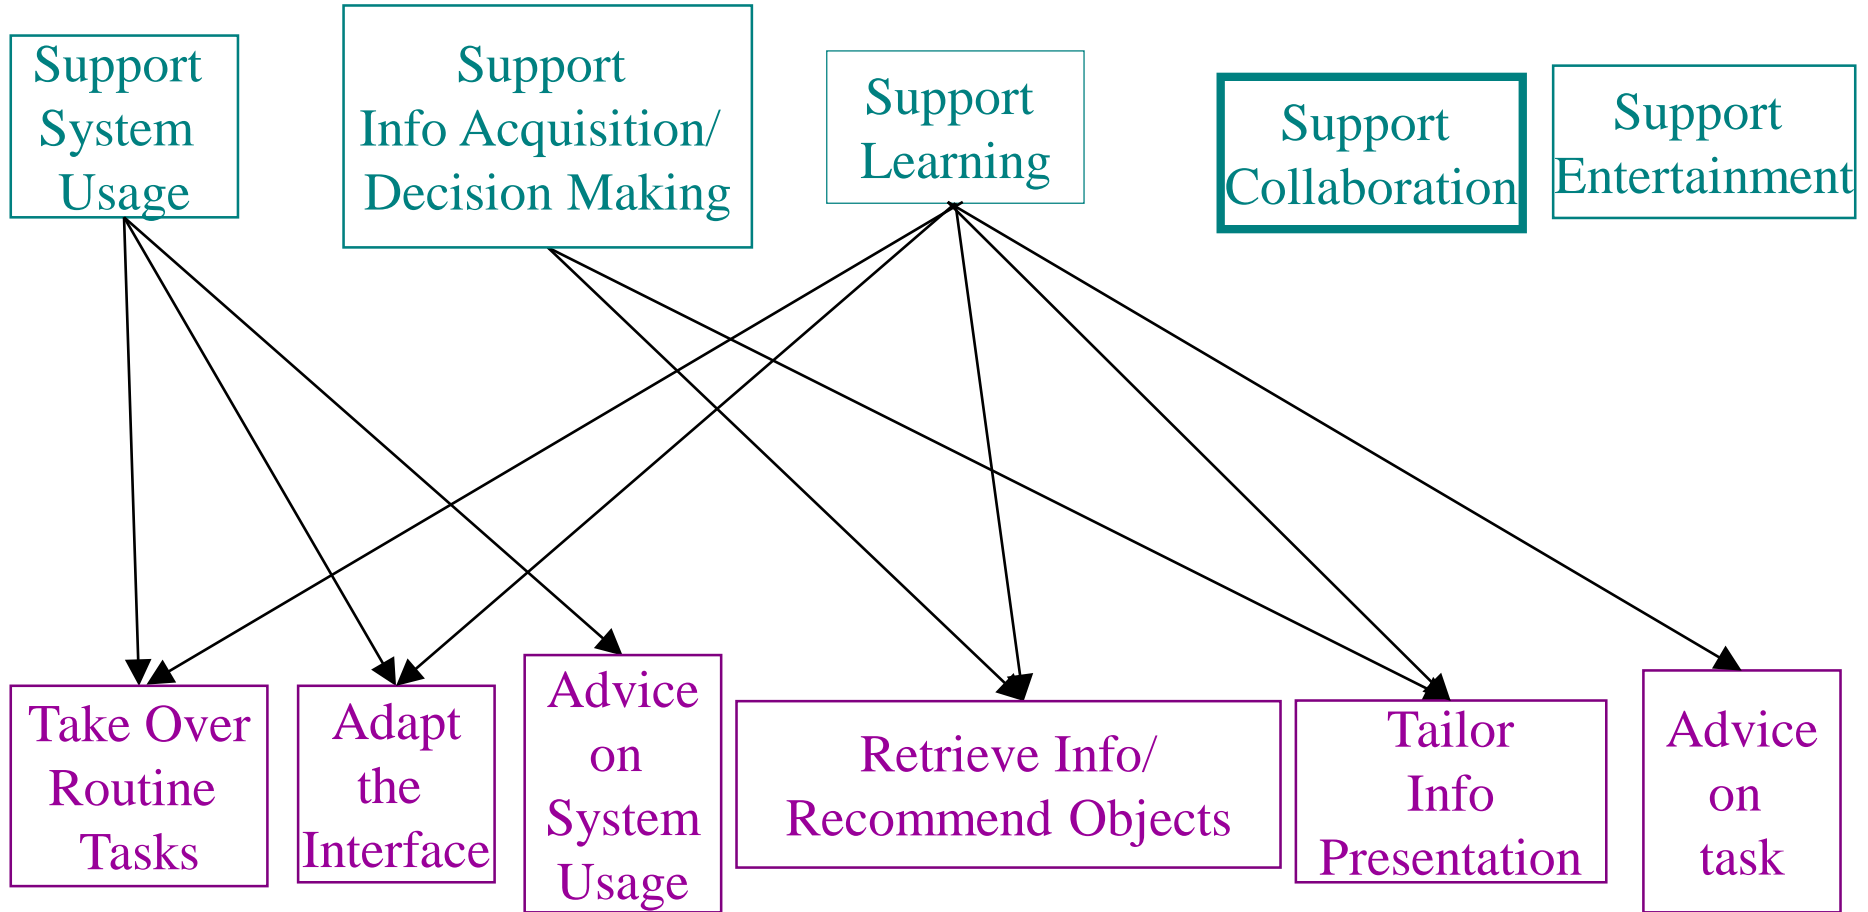 Support
System
Usage
Support
Info Acquisition/
Decision Making
Support
Learning
Support
Collaboration
Support
Entertainment
Take Over
Routine
Tasks
Adapt
the
Interface
Advice
on
System
Usage
Retrieve Info/
Recommend Objects
Tailor
Info
Presentation
Advice
on
task